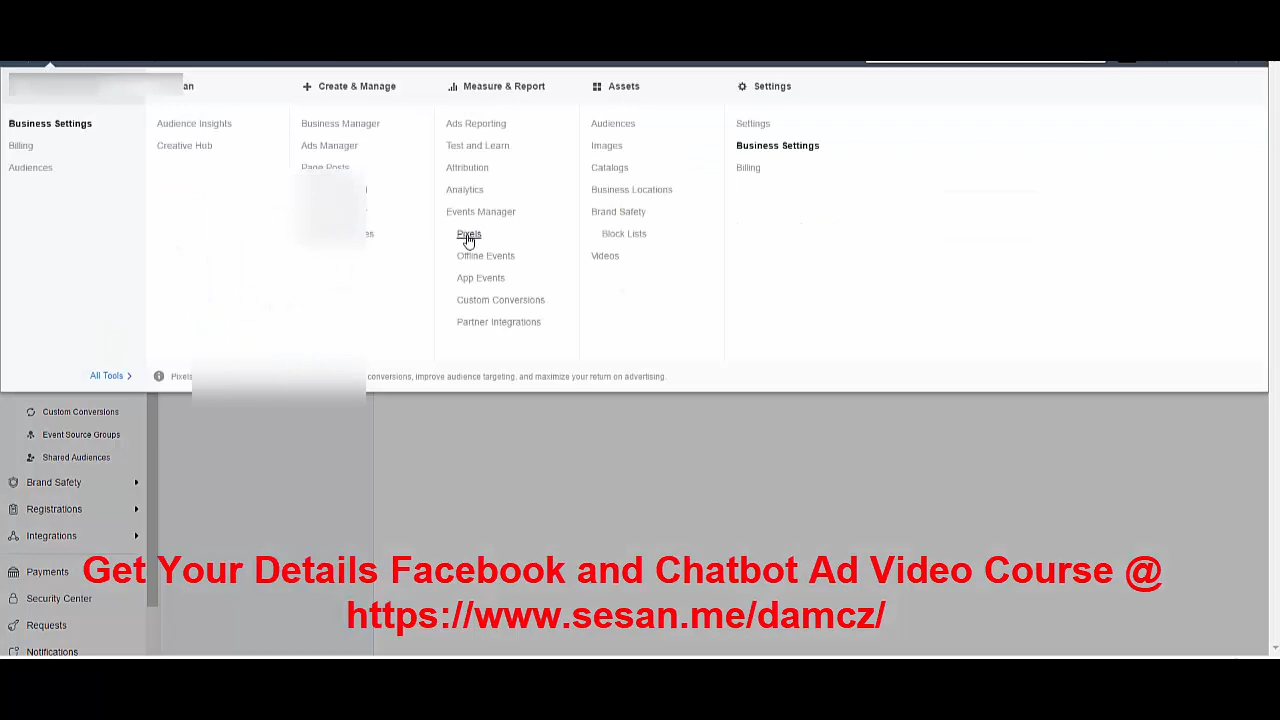 an
Create & Manage
Measure & Report
Assets
Settings
Business Settings
Billing
Audiences
Audience Insights
Creative Hub
Business Manager
Ads Manager
Page Posts
Ads Reporting
Test and Learn
Attribution
Analytics
Events Manager
Pixels
Offline Events
App Events
Custom Conversions
Partner Integrations
Audiences
Images
Catalogs
Business Locations
Brand Safety
Block Lists
Videos
Settings
Business Settings
Billing
All Tools
Pixels
conversions, improve audience targeting, and maximize your return on advertising.
Custom Conversions
Event Source Groups
Shared Audiences
Brand Safety
Registrations
Integrations
Payments
Security Center
Requests
Notifications
Get Your Details Facebook and Chatbot Ad Video Course @
https://www.sesan.me/damcz/